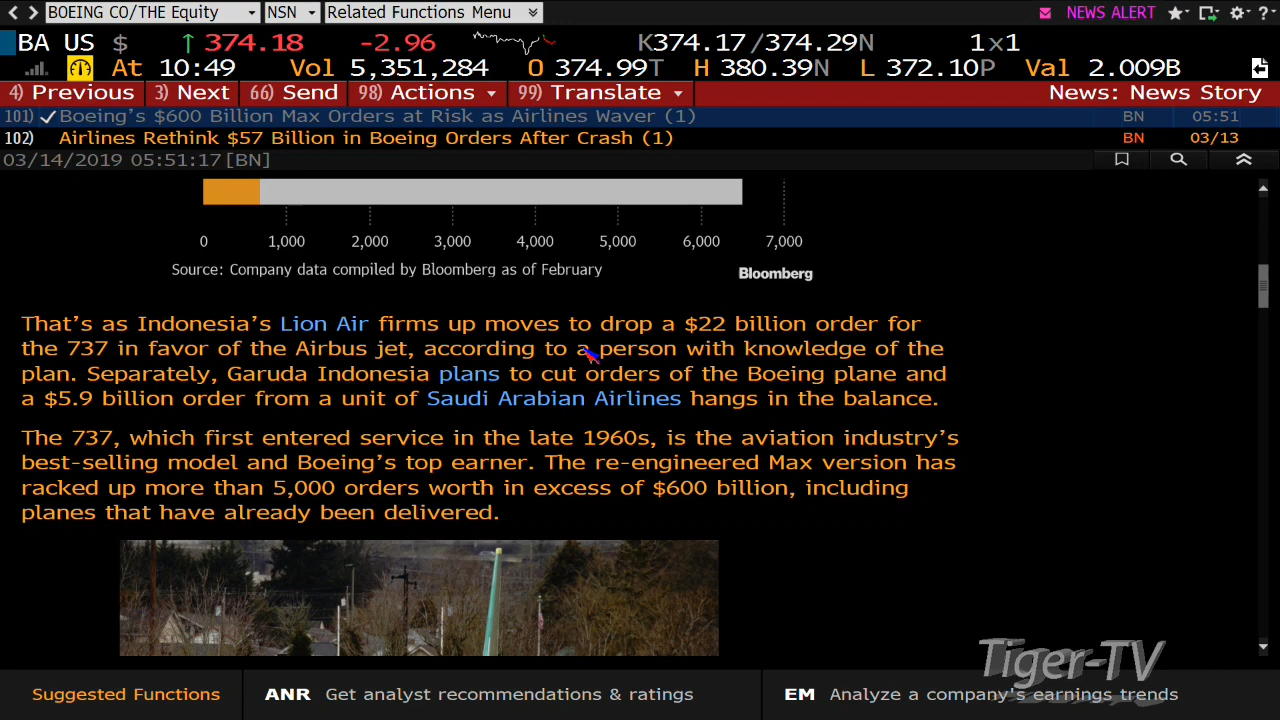 BOEING CO/THE Equity NSN Related Functions Menu NEWS ALERT ?
BA US $ ↑ 374.18 -2.96 K374.17/374.29N 1x1
At 10:49 Vol 5,351,284 O 374.99T H 380.39N L 372.10P Val 2.009B
4) Previous 3) Next 66) Send 98) Actions 99) Translate News: News Story
101) Boeing's $600 Billion Max Orders at Risk as Airlines Waver (1) BN 05:51
102) Airlines Rethink $57 Billion in Boeing Orders After Crash (1) BN 03/13
03/14/2019 05:51:17 [BN]
0 1,000 2,000 3,000 4,000 5,000 6,000 7,000
Source: Company data compiled by Bloomberg as of February Bloomberg
That's as Indonesia's Lion Air firms up moves to drop a $22 billion order for
the 737 in favor of the Airbus jet, according to a person with knowledge of the
plan. Separately, Garuda Indonesia plans to cut orders of the Boeing plane and
a $5.9 billion order from a unit of Saudi Arabian Airlines hangs in the balance.
The 737, which first entered service in the late 1960s, is the aviation industry's
best-selling model and Boeing's top earner. The re-engineered Max version has
racked up more than 5,000 orders worth in excess of $600 billion, including
planes that have already been delivered.
Tiger-TV
Suggested Functions ANR Get analyst recommendations & ratings EM Analyze a company's earnings trends